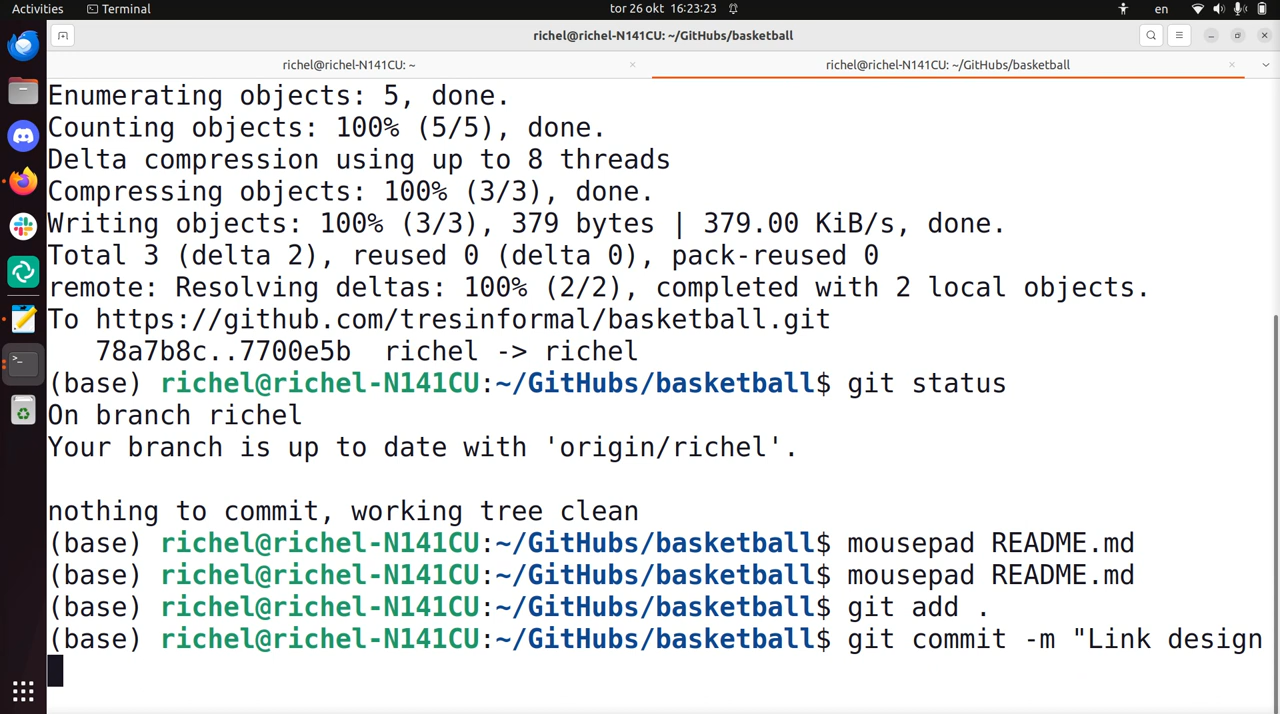 Activities Terminal tor 26 okt 16:23:23 en
richel@richel-N141CU: ~/GitHubs/basketball
richel@richel-N141CU: ~ richel@richel-N141CU: ~/GitHubs/basketball
Enumerating objects: 5, done.
Counting objects: 100% (5/5), done.
Delta compression using up to 8 threads
Compressing objects: 100% (3/3), done.
Writing objects: 100% (3/3), 379 bytes | 379.00 KiB/s, done.
Total 3 (delta 2), reused 0 (delta 0), pack-reused 0
remote: Resolving deltas: 100% (2/2), completed with 2 local objects.
To https://github.com/tresinformal/basketball.git
   78a7b8c..7700e5b  richel -> richel
(base) richel@richel-N141CU:~/GitHubs/basketball$ git status
On branch richel
Your branch is up to date with 'origin/richel'.

nothing to commit, working tree clean
(base) richel@richel-N141CU:~/GitHubs/basketball$ mousepad README.md
(base) richel@richel-N141CU:~/GitHubs/basketball$ mousepad README.md
(base) richel@richel-N141CU:~/GitHubs/basketball$ git add .
(base) richel@richel-N141CU:~/GitHubs/basketball$ git commit -m "Link design